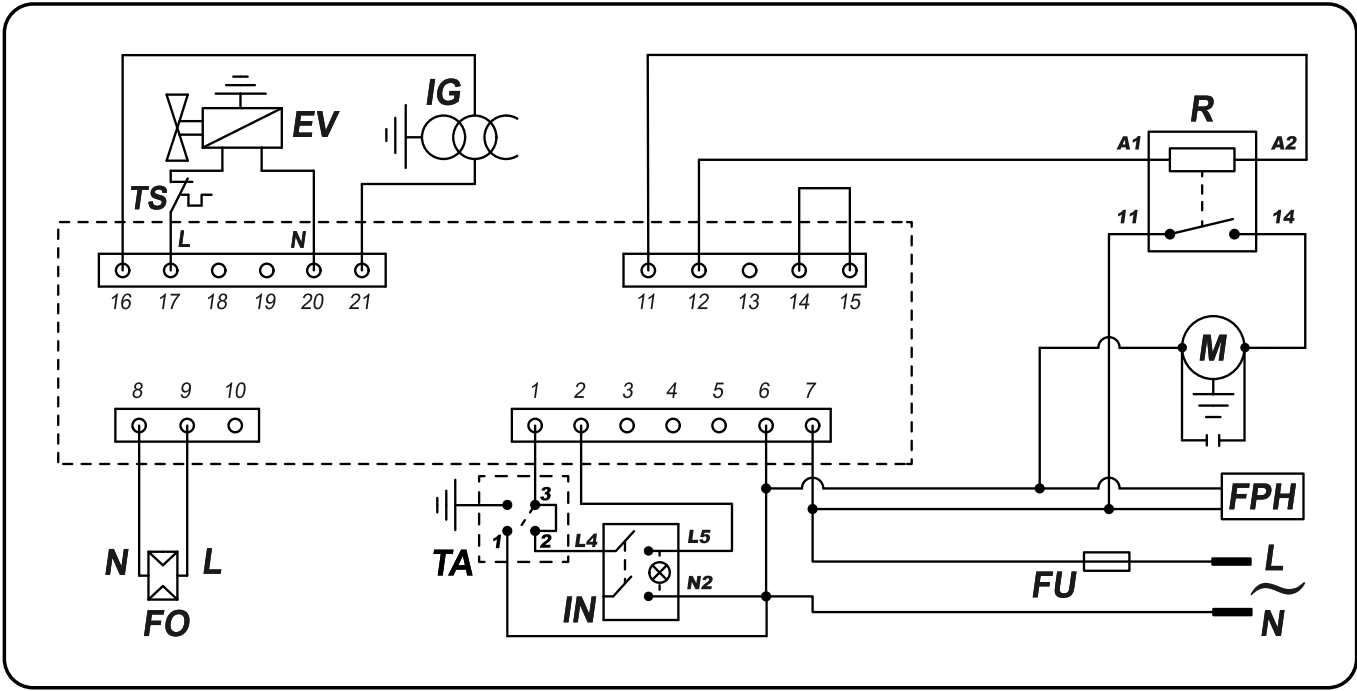 IG
EV
TS
L N
16 17 18 19 20 21
R
A1 A2
11 14
11 12 13 14 15
M
8 9 10
1 2 3 4 5 6 7
3
1 2
TA
L4 L5
N2
IN
N L
FO
FPH
FU
L
~
N